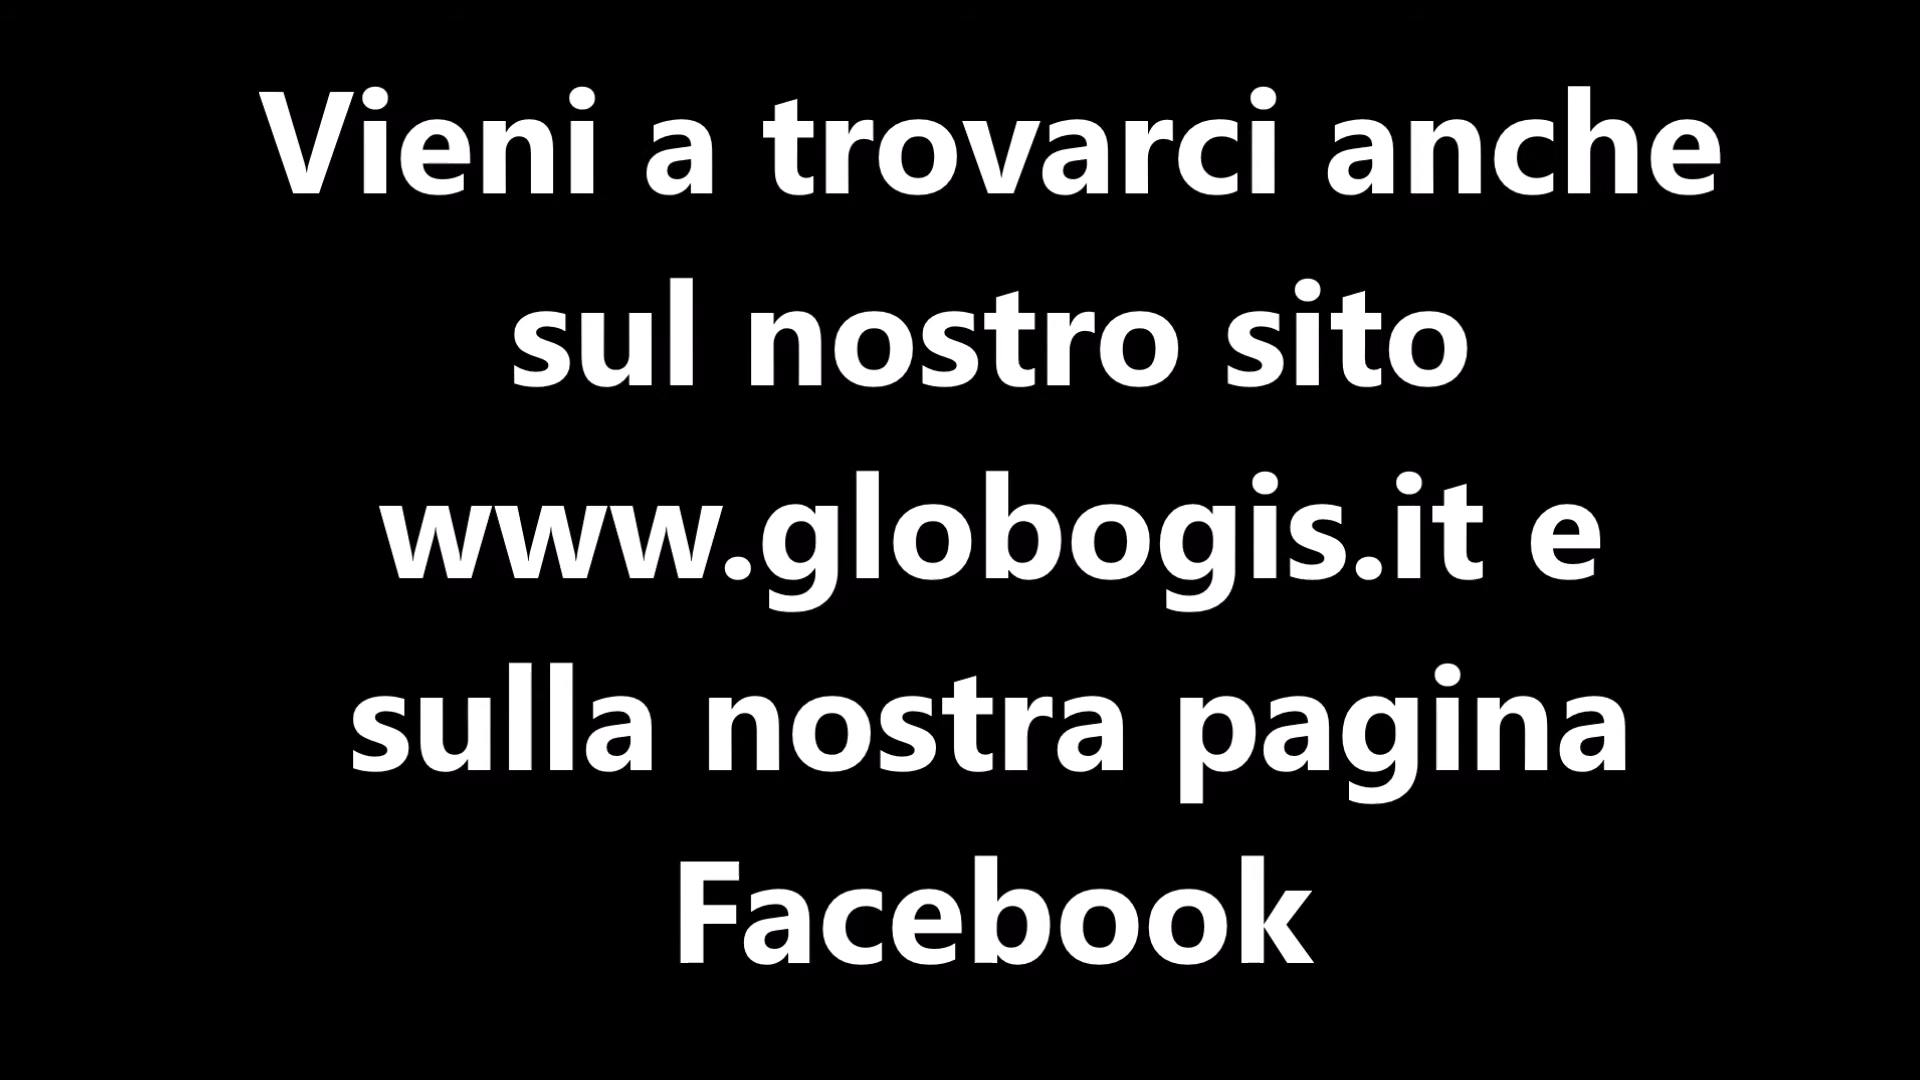 Vieni a trovarci anche
sul nostro sito
www.globogis.it e
sulla nostra pagina
Facebook